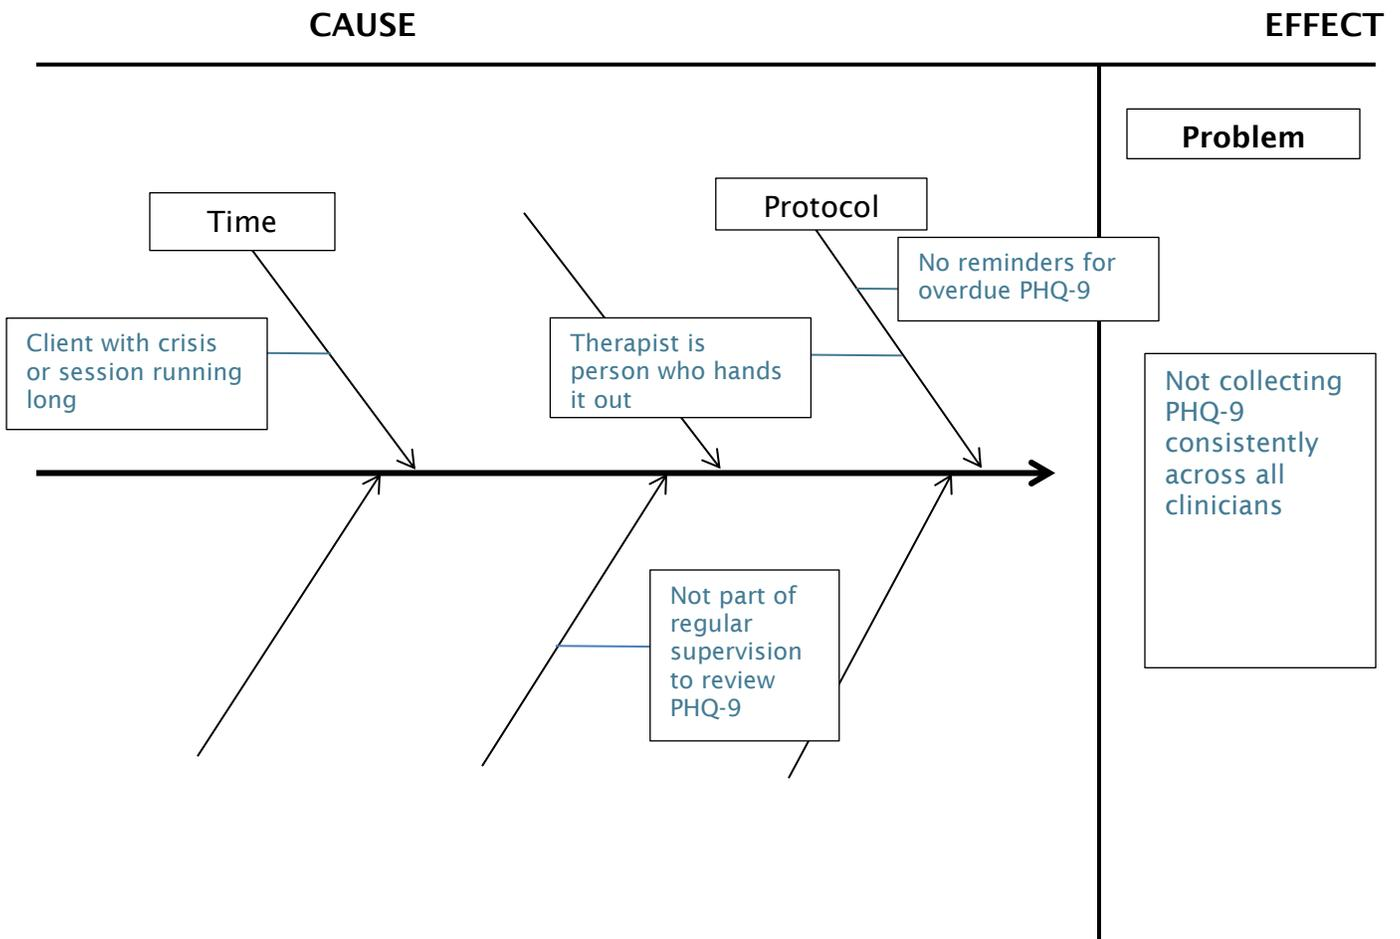 CAUSE
EFFECT
Problem
Time
Protocol
No reminders for
overdue PHQ-9
Client with crisis
or session running
long
Therapist is
person who hands
it out
Not collecting
PHQ-9
consistently
across all
clinicians
Not part of
regular
supervision
to review
PHQ-9